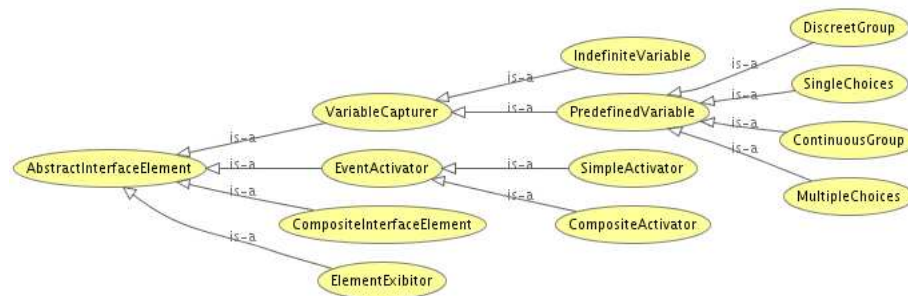 DiscreetGroup
is-a
IndefiniteVariable
is-a
SingleChoices
is-a
VariableCapturer
is-a
PredefinedVariable
is-a
is-a
ContinuousGroup
is-a
AbstractInterfaceElement
is-a
EventActivator
is-a
SimpleActivator
is-a
MultipleChoices
is-a
is-a
CompositeInterfaceElement
CompositeActivator
is-a
ElementExibitor